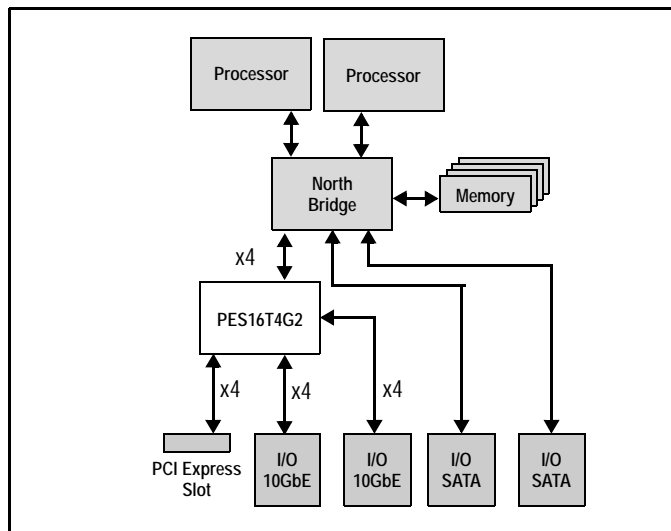 Processor
Processor
North
Bridge
Memory
x4
PES16T4G2
x4
x4
x4
PCI Express
Slot
I/O
10GbE
I/O
10GbE
I/O
SATA
I/O
SATA